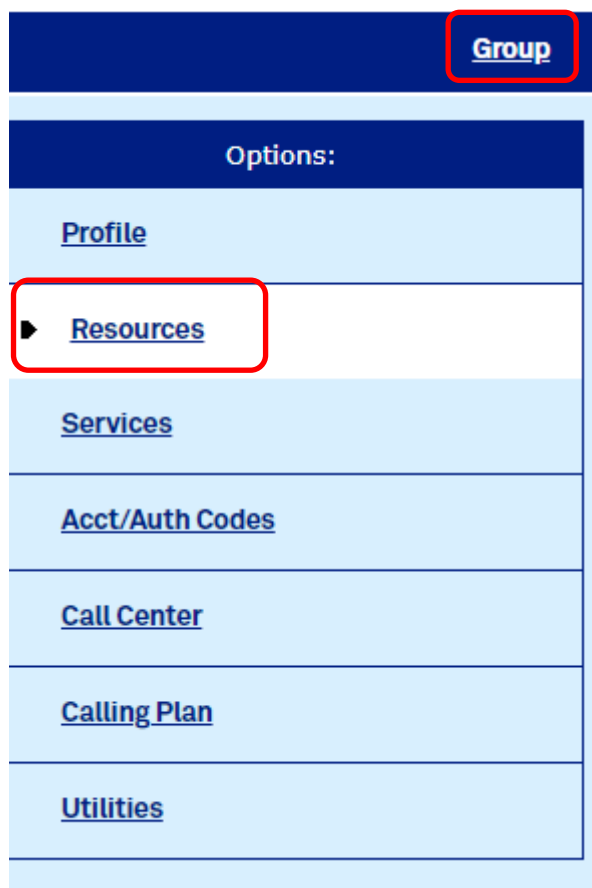 Group
Options:
Profile
Resources
Services
Acct/Auth Codes
Call Center
Calling Plan
Utilities